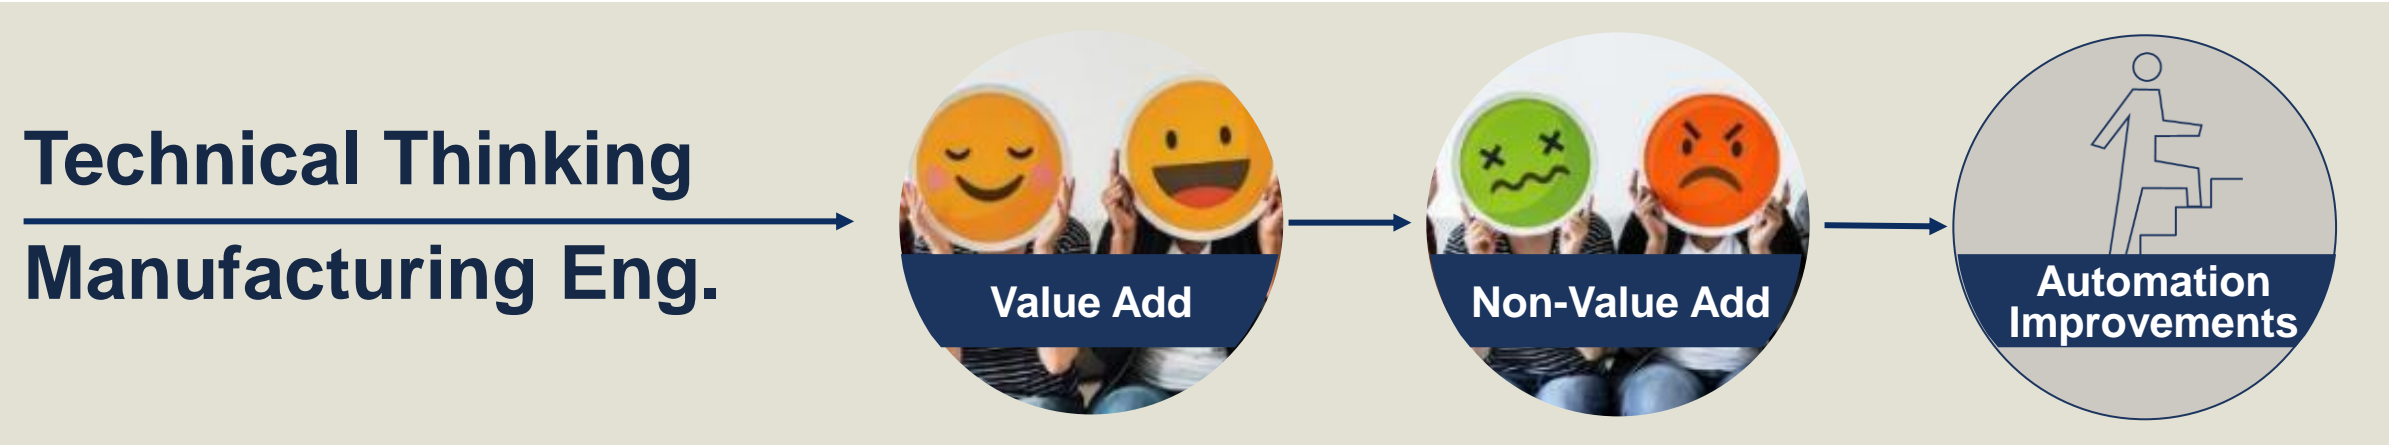 Technical Thinking
Manufacturing Eng.
Value Add
Non-Value Add
Automation
Improvements